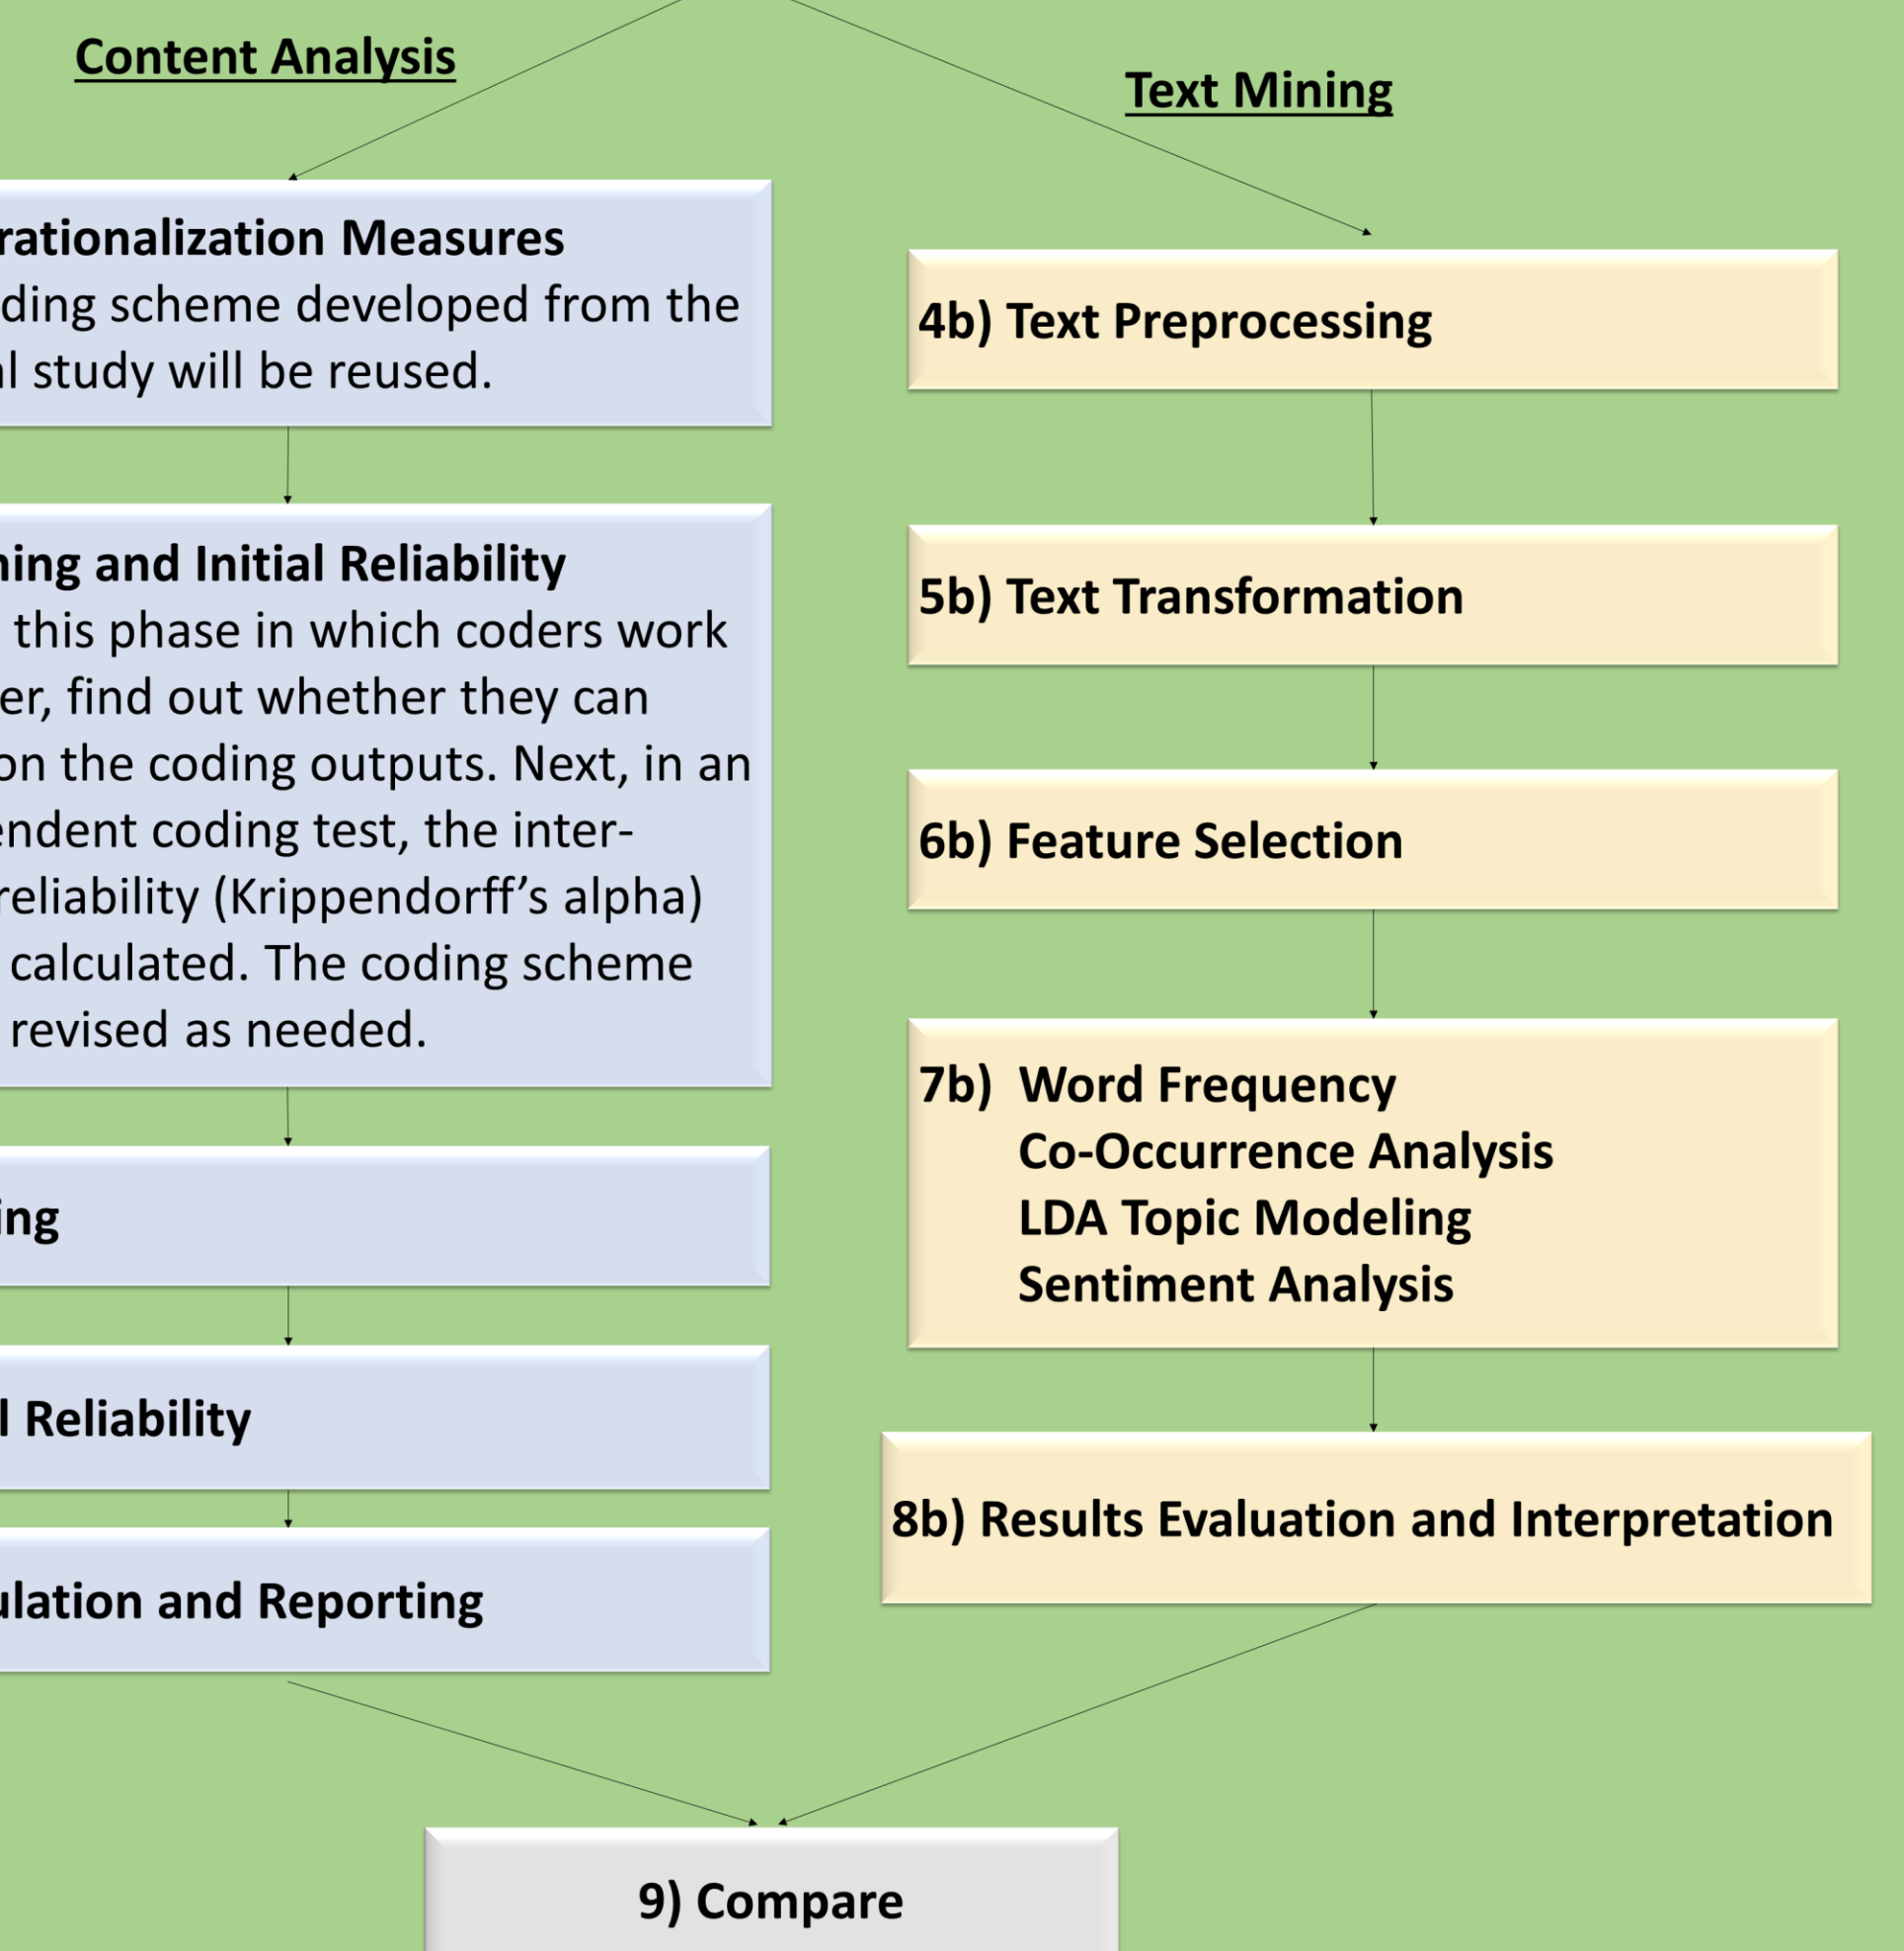 Content Analysis
rationalization Measures
ding scheme developed from the
l study will be reused.
ning and Initial Reliability
this phase in which coders work
er, find out whether they can
on the coding outputs. Next, in an
endent coding test, the inter-
reliability (Krippendorff’s alpha)
calculated. The coding scheme
revised as needed.
ing
l Reliability
ulation and Reporting
Text Mining
4b) Text Preprocessing
5b) Text Transformation
6b) Feature Selection
7b) Word Frequency
Co-Occurrence Analysis
LDA Topic Modeling
Sentiment Analysis
8b) Results Evaluation and Interpretation
9) Compare